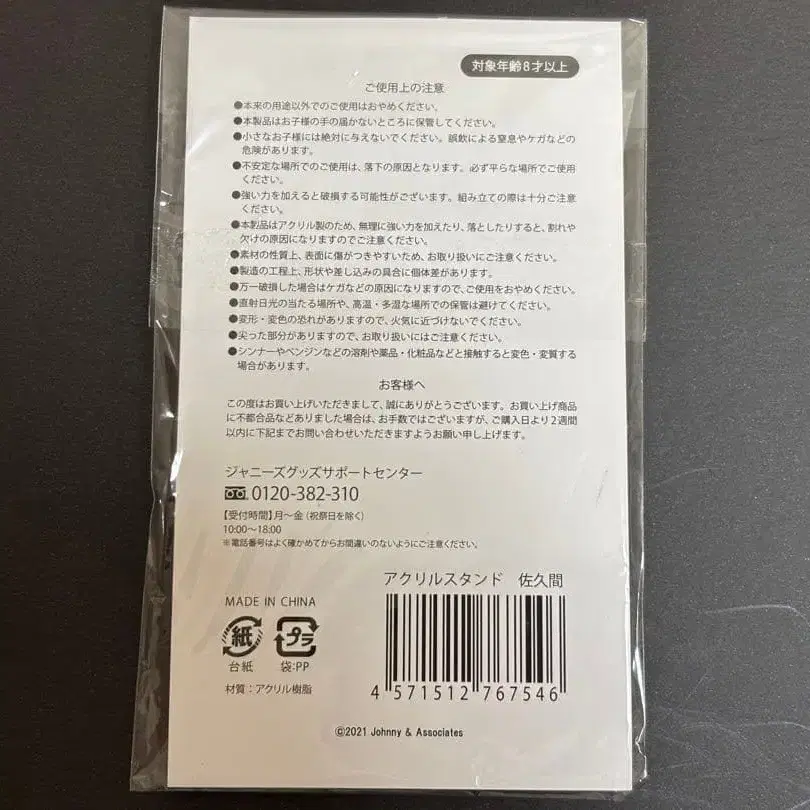 対象年齢8才以上
ご使用上の注意
●本来の用途以外でのご使用はおやめください。
●本製品はお子様の手の届かないところに保管してください。
●小さなお子様には絶対に与えないでください。誤飲による窒息やケガなどの
危険があります。
●不安定な場所でのご使用は、落下の原因となります。必ず平らな場所でご使用
ください。
●強い力を加えると破損する可能性がございます。組み立ての際は十分ご注意
ください。
●本製品はアクリル製のため、無理に強い力を加えたり、落としたりすると、割れや
欠けの原因になりますのでご注意ください。
●素材の性質上、表面に傷がつきやすいため、お取り扱いにご注意ください。
●製造の工程上、形状や差し込みの具合に個体差があります。
●万一破損した場合はケガなどの原因になりますので、ご使用をおやめください。
●直射日光の当たる場所や、高温・多湿な場所での保管は避けてください。
●変形・変色の恐れがありますので、火気に近づけないでください。
●尖った部分がありますので、お取り扱いにはご注意ください。
●シンナーやベンジンなどの溶剤や薬品・化粧品などと接触すると変色・変質する
場合があります。
お客様へ
この度はお買い上げいただきまして、誠にありがとうございます。お買い上げ商品
に不都合品などありました場合は、お手数ではございますが、ご購入日より2週間
以内に下記までお問い合わせいただきますようお願い申し上げます。
ジャニーズグッズサポートセンター
0120-382-310
【受付時間】月～金（祝祭日を除く）
10:00～18:00
※電話番号はよく確かめてからお間違いのないようにご注意ください。
アクリルスタンド 佐久間
MADE IN CHINA
紙 プラ
台紙 袋:PP
材質：アクリル樹脂
4 571512 767546
©2021 Johnny & Associates